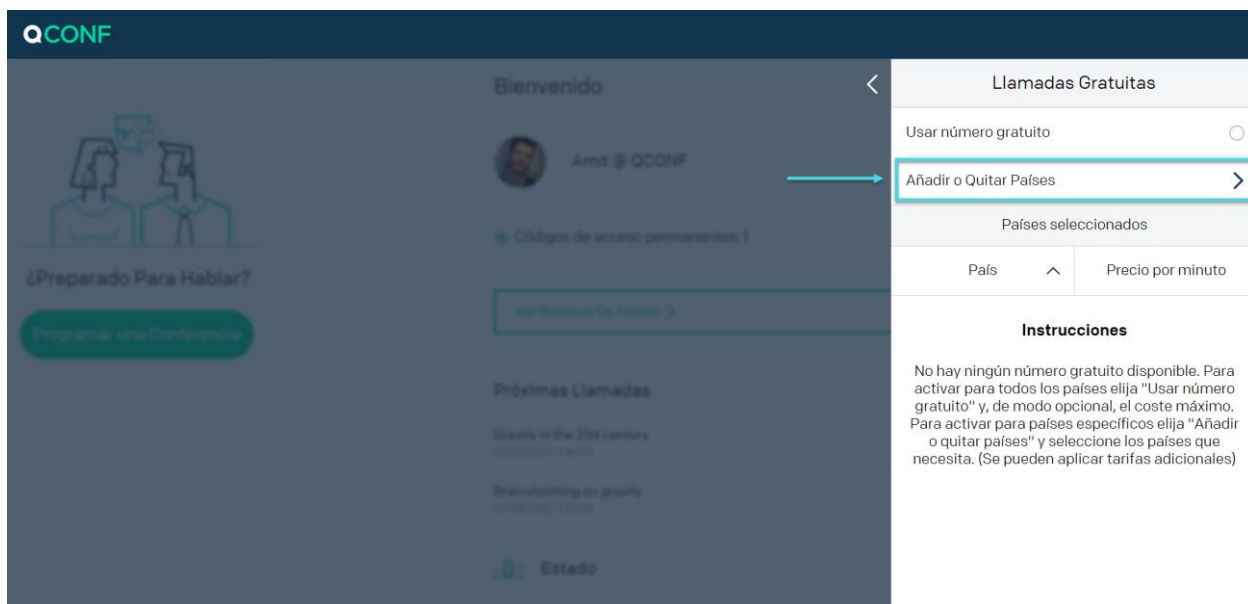 QCONF
Bienvenido
Amit @ QCONF
Códigos de acceso permanentes: 1
¿Preparado Para Hablar?
Programar una Conferencia
Próximas Llamadas
Gravity in the 21st century
Brainstorming on gravity
Estado
Llamadas Gratuitas
Usar número gratuito
Añadir o Quitar Países
Países seleccionados
País
Precio por minuto
Instrucciones
No hay ningún número gratuito disponible. Para
activar para todos los países elija "Usar número
gratuito" y, de modo opcional, el coste máximo.
Para activar para países específicos elija "Añadir
o quitar países" y seleccione los países que
necesita. (Se pueden aplicar tarifas adicionales)